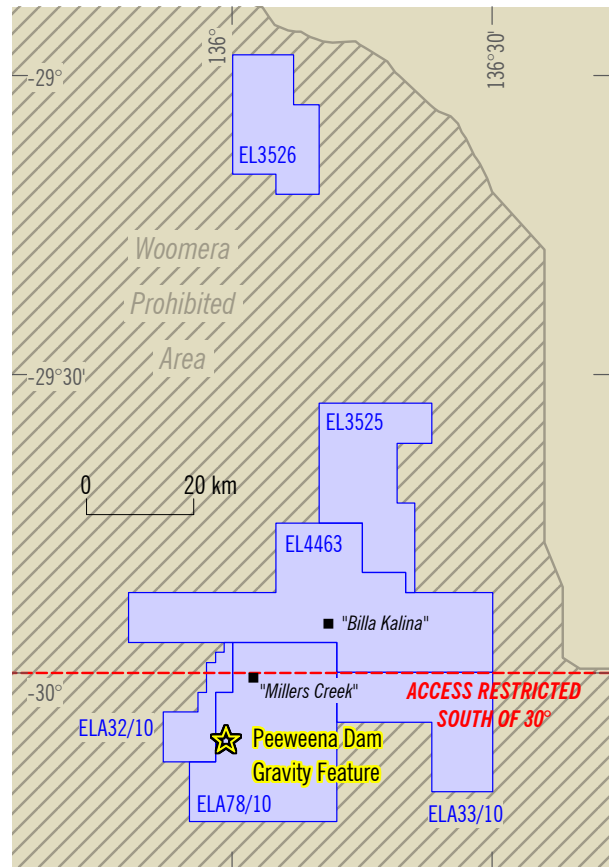 136°
136°30'
-29°
EL3526
Woomera
Prohibited
Area
-29°30'
EL3525
0
20 km
EL4463
"Billa Kalina"
-30°
"Millers Creek"
ACCESS RESTRICTED
SOUTH OF 30°
ELA32/10
Peeweena Dam
Gravity Feature
ELA78/10
ELA33/10